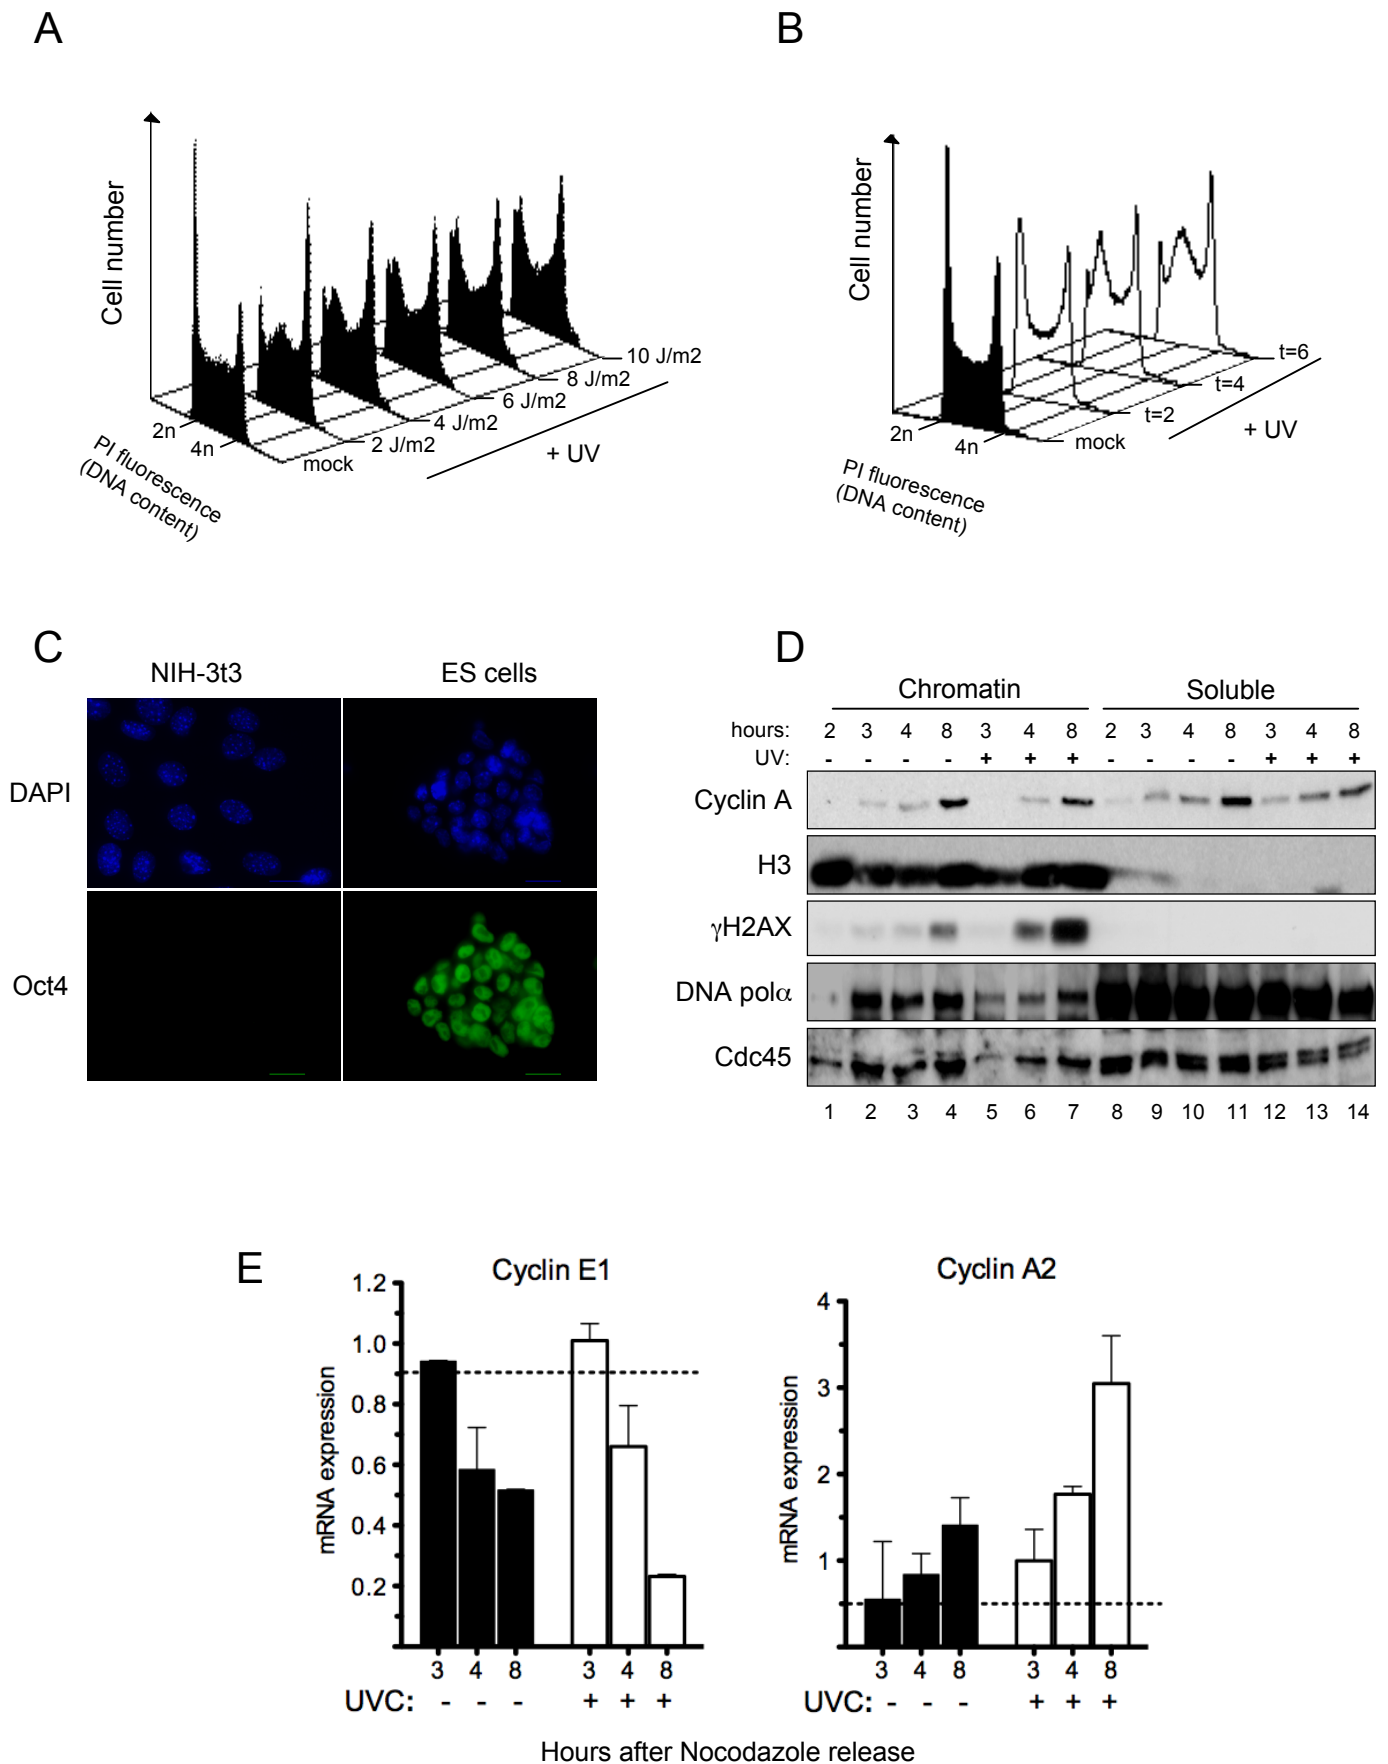 A
B
Cell number
2n
4n
mock
2 J/m2
4 J/m2
6 J/m2
8 J/m2
10 J/m2
+ UV
PI fluorescence
(DNA content)
Cell number
2n
4n
mock
t=2
t=4
t=6
+ UV
PI fluorescence
(DNA content)
C
NIH-3t3
ES cells
DAPI
Oct4
D
Chromatin
Soluble
hours: 2 3 4 8 3 4 8 2 3 4 8 3 4 8
UV: - - - - + + + - - - - + + +
Cyclin A
H3
γH2AX
DNA polα
Cdc45
1 2 3 4 5 6 7 8 9 10 11 12 13 14
E
Cyclin E1
mRNA expression
1.2
1.0
0.8
0.6
0.4
0.2
3 4 8 3 4 8
UVC: - - - + + +
Cyclin A2
mRNA expression
4
3
2
1
3 4 8 3 4 8
UVC: - - - + + +
Hours after Nocodazole release